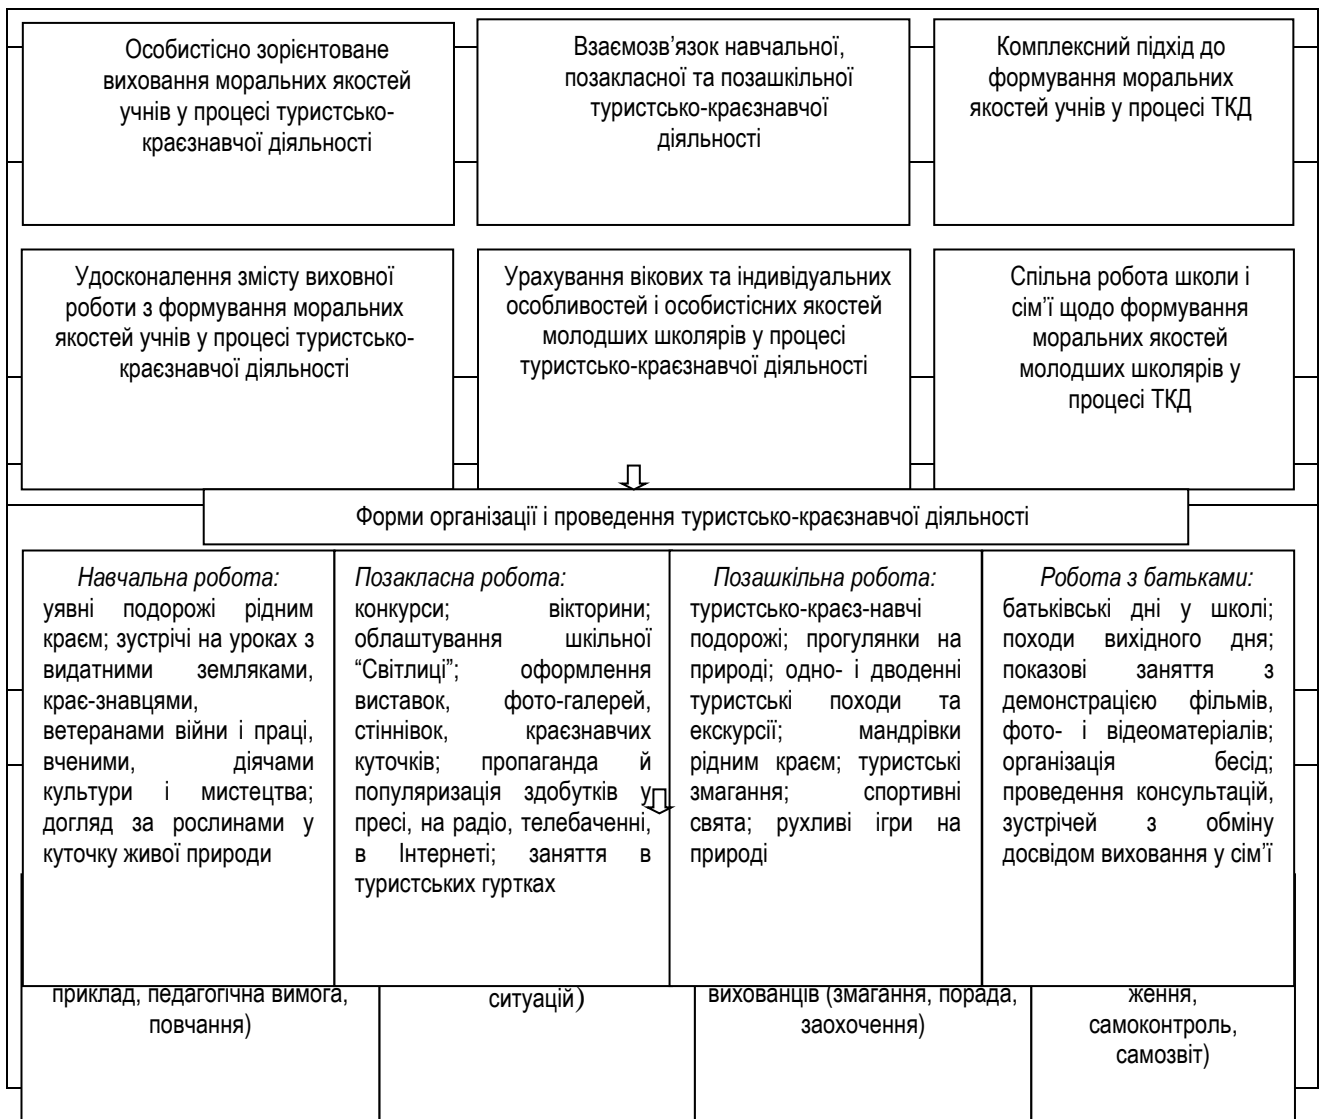 Особистісно зорієнтоване
виховання моральних якостей
учнів у процесі туристсько-
краєзнавчої діяльності
Взаємозв’язок навчальної,
позакласної та позашкільної
туристсько-краєзнавчої
діяльності
Комплексний підхід до
формування моральних
якостей учнів у процесі ТКД
Удосконалення змісту виховної
роботи з формування моральних
якостей учнів у процесі туристсько-
краєзнавчої діяльності
Урахування вікових та індивідуальних
особливостей і особистісних якостей
молодших школярів у процесі
туристсько-краєзнавчої діяльності
Спільна робота школи і
сім’ї щодо формування
моральних якостей
молодших школярів у
процесі ТКД
Форми організації і проведення туристсько-краєзнавчої діяльності
Навчальна робота:
уявні подорожі рідним
краєм; зустрічі на уроках з
видатними земляками,
крає-знавцями,
ветеранами війни і праці,
вченими, діячами
культури і мистецтва;
догляд за рослинами у
куточку живої природи
Позакласна робота:
конкурси; вікторини;
облаштування шкільної
“Світлиці”; оформлення
виставок, фото-галерей,
стіннівок, краєзнавчих
куточків; пропаганда й
популяризація здобутків у
пресі, на радіо, телебаченні,
в Інтернеті; заняття в
туристських гуртках
Позашкільна робота:
туристсько-краєз-навчі
подорожі; прогулянки на
природі; одно- і дводенні
туристські походи та
екскурсії; мандрівки
рідним краєм; туристські
змагання; спортивні
свята; рухливі ігри на
природі
Робота з батьками:
батьківські дні у школі;
походи вихідного дня;
показові заняття з
демонстрацією фільмів,
фото- і відеоматеріалів;
організація бесід;
проведення консультацій,
зустрічей з обміну
досвідом виховання у сім’ї
приклад, педагогічна вимога,
повчання)
ситуацій)
вихованців (змагання, порада,
заохочення)
ження,
самоконтроль,
самозвіт)